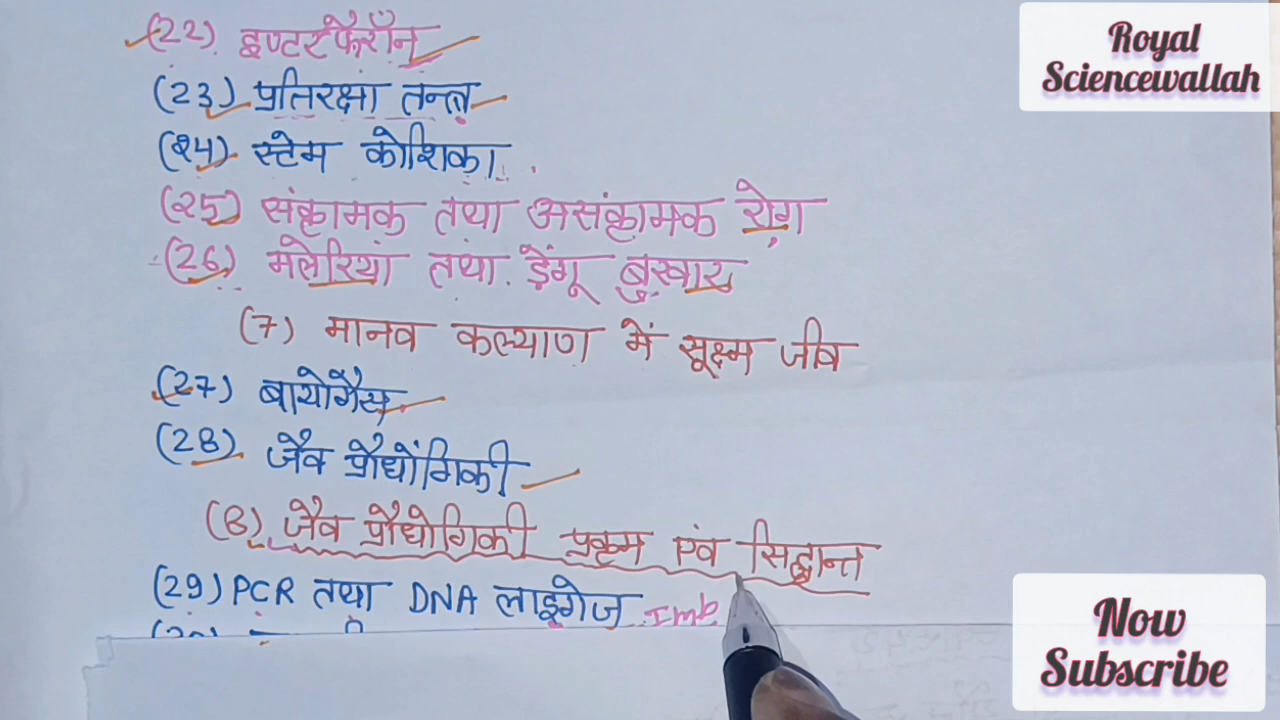 (22) इण्टरफैरॉन
(23) प्रतिरक्षा तन्त्र
(24) स्टेम कोशिका
(25) संक्रामक तथा असंक्रामक रोग
(26) मलेरिया तथा डेंगू बुखार
(7) मानव कल्याण में सूक्ष्म जीव
(27) बायोगैस
(28) जैव प्रौद्योगिकी
(8) जैव प्रौद्योगिकी प्रक्रम एंव सिद्धान्त
(29) PCR तथा DNA लाइगेज Imp
Royal
Sciencewallah
Now
Subscribe